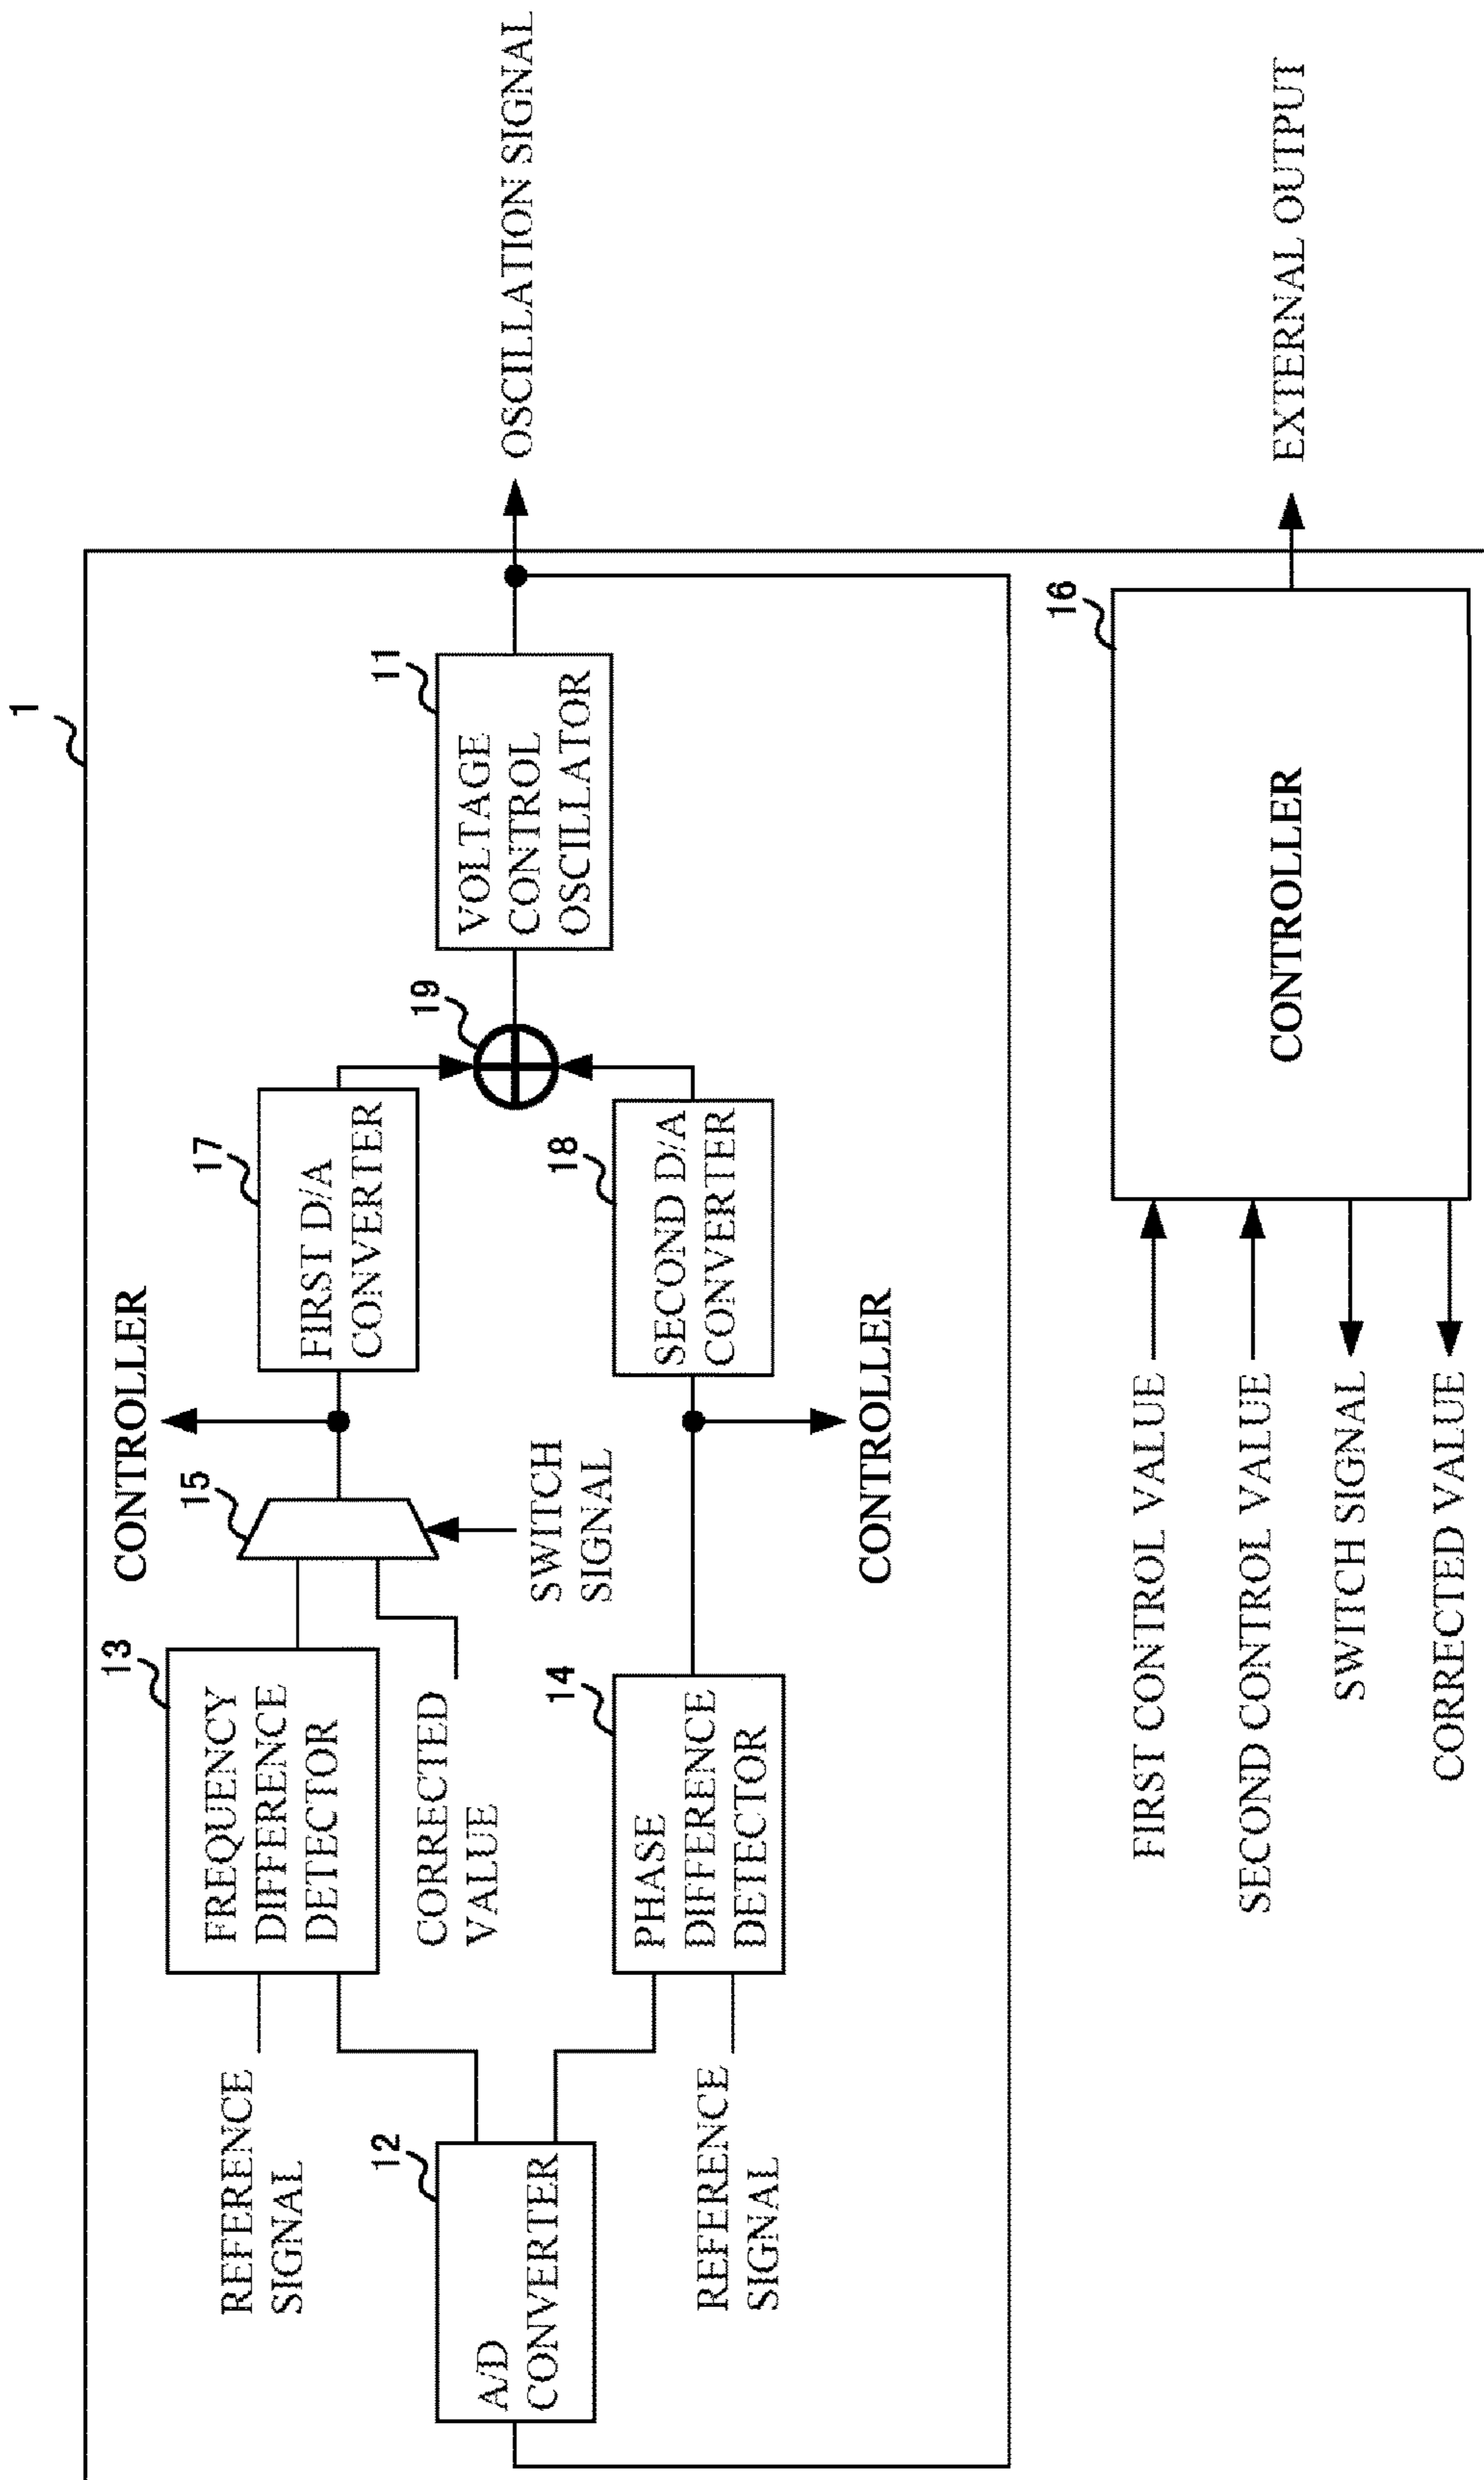 1
REFERENCE
SIGNAL
13
FREQUENCY
DIFFERENCE
DETECTOR
CONTROLLER
15
17
FIRST D/A
CONVERTER
CORRECTED
VALUE
SWITCH
SIGNAL
19
11
VOLTAGE
CONTROL
OSCILLATOR
OSCILLATION SIGNAL
12
A/D
CONVERTER
14
PHASE
DIFFERENCE
DETECTOR
18
SECOND D/A
CONVERTER
REFERENCE
SIGNAL
CONTROLLER
FIRST CONTROL VALUE
SECOND CONTROL VALUE
SWITCH SIGNAL
CORRECTED VALUE
16
CONTROLLER
EXTERNAL OUTPUT